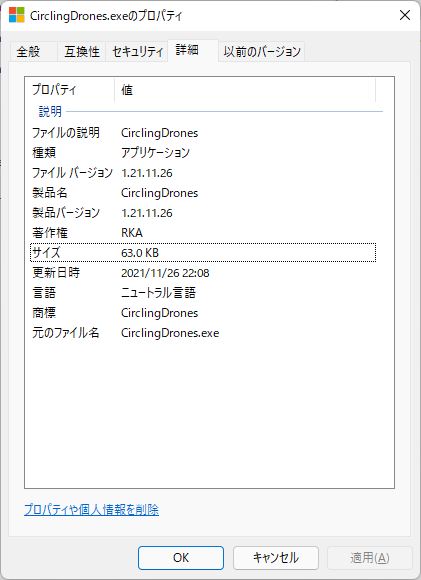 CirclingDrones.exeのプロパティ
全般 互換性 セキュリティ 詳細 以前のバージョン
プロパティ 値
説明
ファイルの説明 CirclingDrones
種類 アプリケーション
ファイル バージョン 1.21.11.26
製品名 CirclingDrones
製品バージョン 1.21.11.26
著作権 RKA
サイズ 63.0 KB
更新日時 2021/11/26 22:08
言語 ニュートラル言語
商標 CirclingDrones
元のファイル名 CirclingDrones.exe
プロパティや個人情報を削除
OK キャンセル 適用(A)